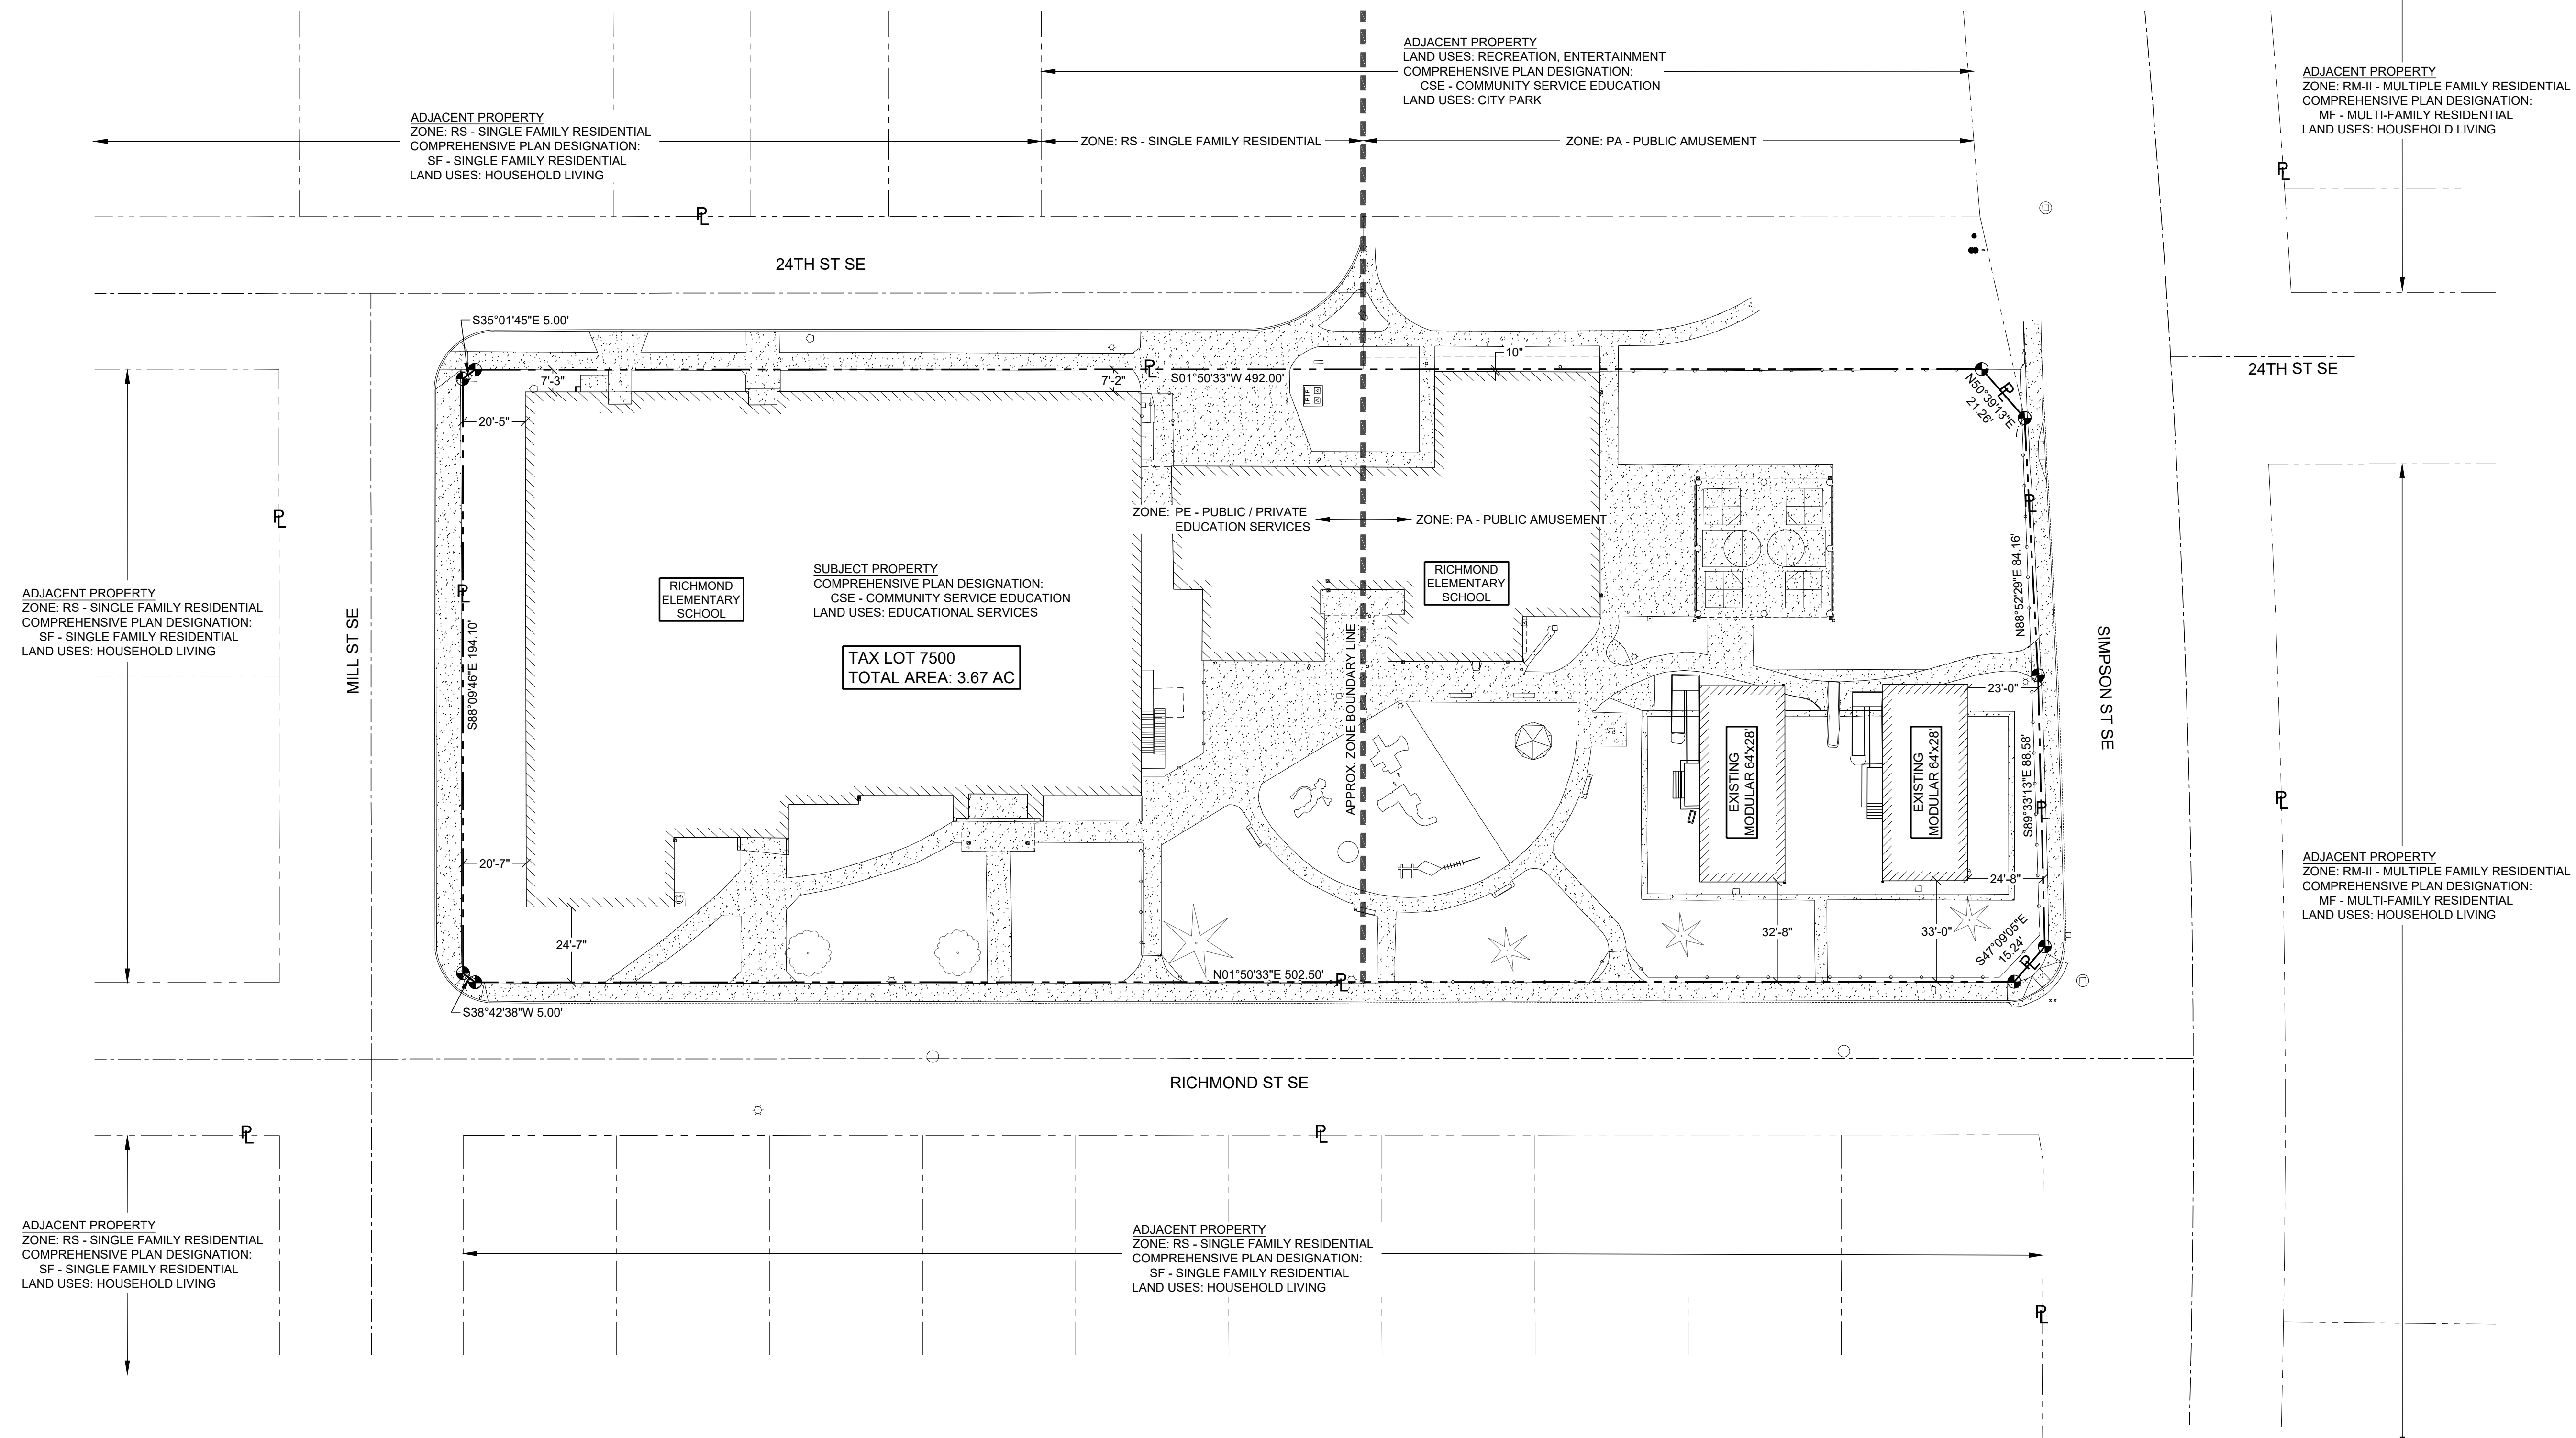 ADJACENT PROPERTY
LAND USES: RECREATION, ENTERTAINMENT
COMPREHENSIVE PLAN DESIGNATION:
CSE - COMMUNITY SERVICE EDUCATION
LAND USES: CITY PARK
ADJACENT PROPERTY
ZONE: RM-II - MULTIPLE FAMILY RESIDENTIAL
COMPREHENSIVE PLAN DESIGNATION:
MF - MULTI-FAMILY RESIDENTIAL
LAND USES: HOUSEHOLD LIVING
ADJACENT PROPERTY
ZONE: RS - SINGLE FAMILY RESIDENTIAL
COMPREHENSIVE PLAN DESIGNATION:
SF - SINGLE FAMILY RESIDENTIAL
LAND USES: HOUSEHOLD LIVING
ZONE: RS - SINGLE FAMILY RESIDENTIAL
ZONE: PA - PUBLIC AMUSEMENT
PL
PL
24TH ST SE
S35°01'45"E 5.00'
10"
PL
S01°50'33"W 492.00'
7'-3"
7'-2"
24TH ST SE
N50°39'13"E
21.26'
PL
20'-5"
PL
PL
ZONE: PE - PUBLIC / PRIVATE
EDUCATION SERVICES
ZONE: PA - PUBLIC AMUSEMENT
N88°52'29"E 84.16'
SUBJECT PROPERTY
COMPREHENSIVE PLAN DESIGNATION:
CSE - COMMUNITY SERVICE EDUCATION
LAND USES: EDUCATIONAL SERVICES
RICHMOND
ELEMENTARY
SCHOOL
RICHMOND
ELEMENTARY
SCHOOL
PL
ADJACENT PROPERTY
ZONE: RS - SINGLE FAMILY RESIDENTIAL
COMPREHENSIVE PLAN DESIGNATION:
SF - SINGLE FAMILY RESIDENTIAL
LAND USES: HOUSEHOLD LIVING
MILL ST SE
S88°09'46"E 194.10'
TAX LOT 7500
TOTAL AREA: 3.67 AC
APPROX. ZONE BOUNDARY LINE
SIMPSON ST SE
23'-0"
EXISTING
MODULAR 64'x28'
EXISTING
MODULAR 64'x28'
S89°33'13"E 88.58'
PL
PL
20'-7"
24'-8"
ADJACENT PROPERTY
ZONE: RM-II - MULTIPLE FAMILY RESIDENTIAL
COMPREHENSIVE PLAN DESIGNATION:
MF - MULTI-FAMILY RESIDENTIAL
LAND USES: HOUSEHOLD LIVING
24'-7"
32'-8"
33'-0"
S47°09'05"E
15.24'
PL
N01°50'33"E 502.50'
PL
S38°42'38"W 5.00'
RICHMOND ST SE
PL
PL
ADJACENT PROPERTY
ZONE: RS - SINGLE FAMILY RESIDENTIAL
COMPREHENSIVE PLAN DESIGNATION:
SF - SINGLE FAMILY RESIDENTIAL
LAND USES: HOUSEHOLD LIVING
ADJACENT PROPERTY
ZONE: RS - SINGLE FAMILY RESIDENTIAL
COMPREHENSIVE PLAN DESIGNATION:
SF - SINGLE FAMILY RESIDENTIAL
LAND USES: HOUSEHOLD LIVING
PL